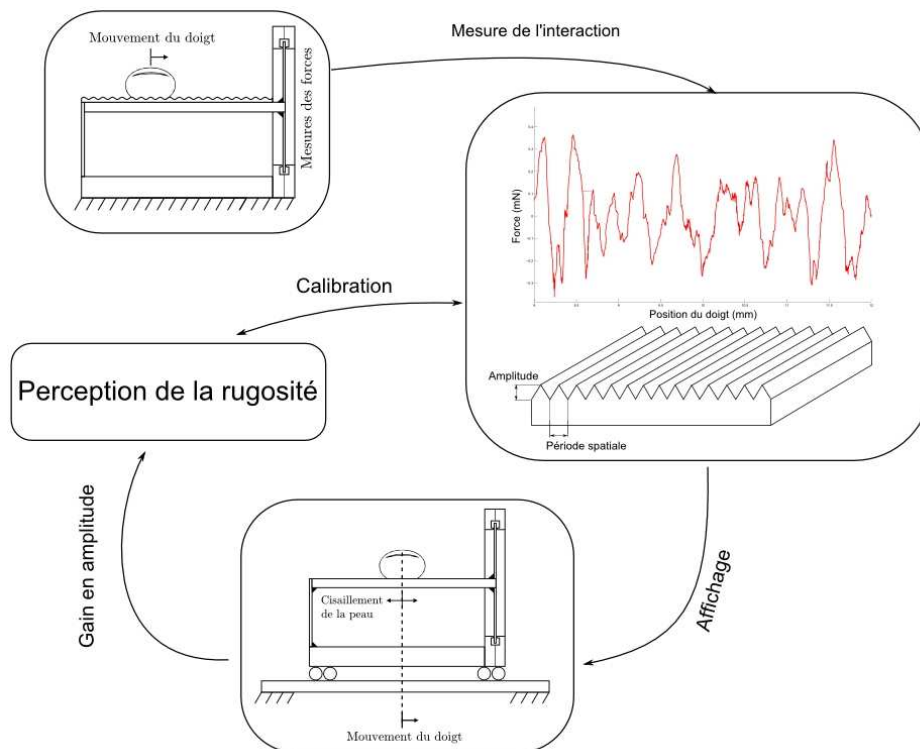 Mouvement du doigt
Mesures des forces
Mesure de l'interaction
Force (mN)
Position du doigt (mm)
Amplitude
Période spatiale
Calibration
Perception de la rugosité
Gain en amplitude
Affichage
Cisaillement
de la peau
Mouvement du doigt